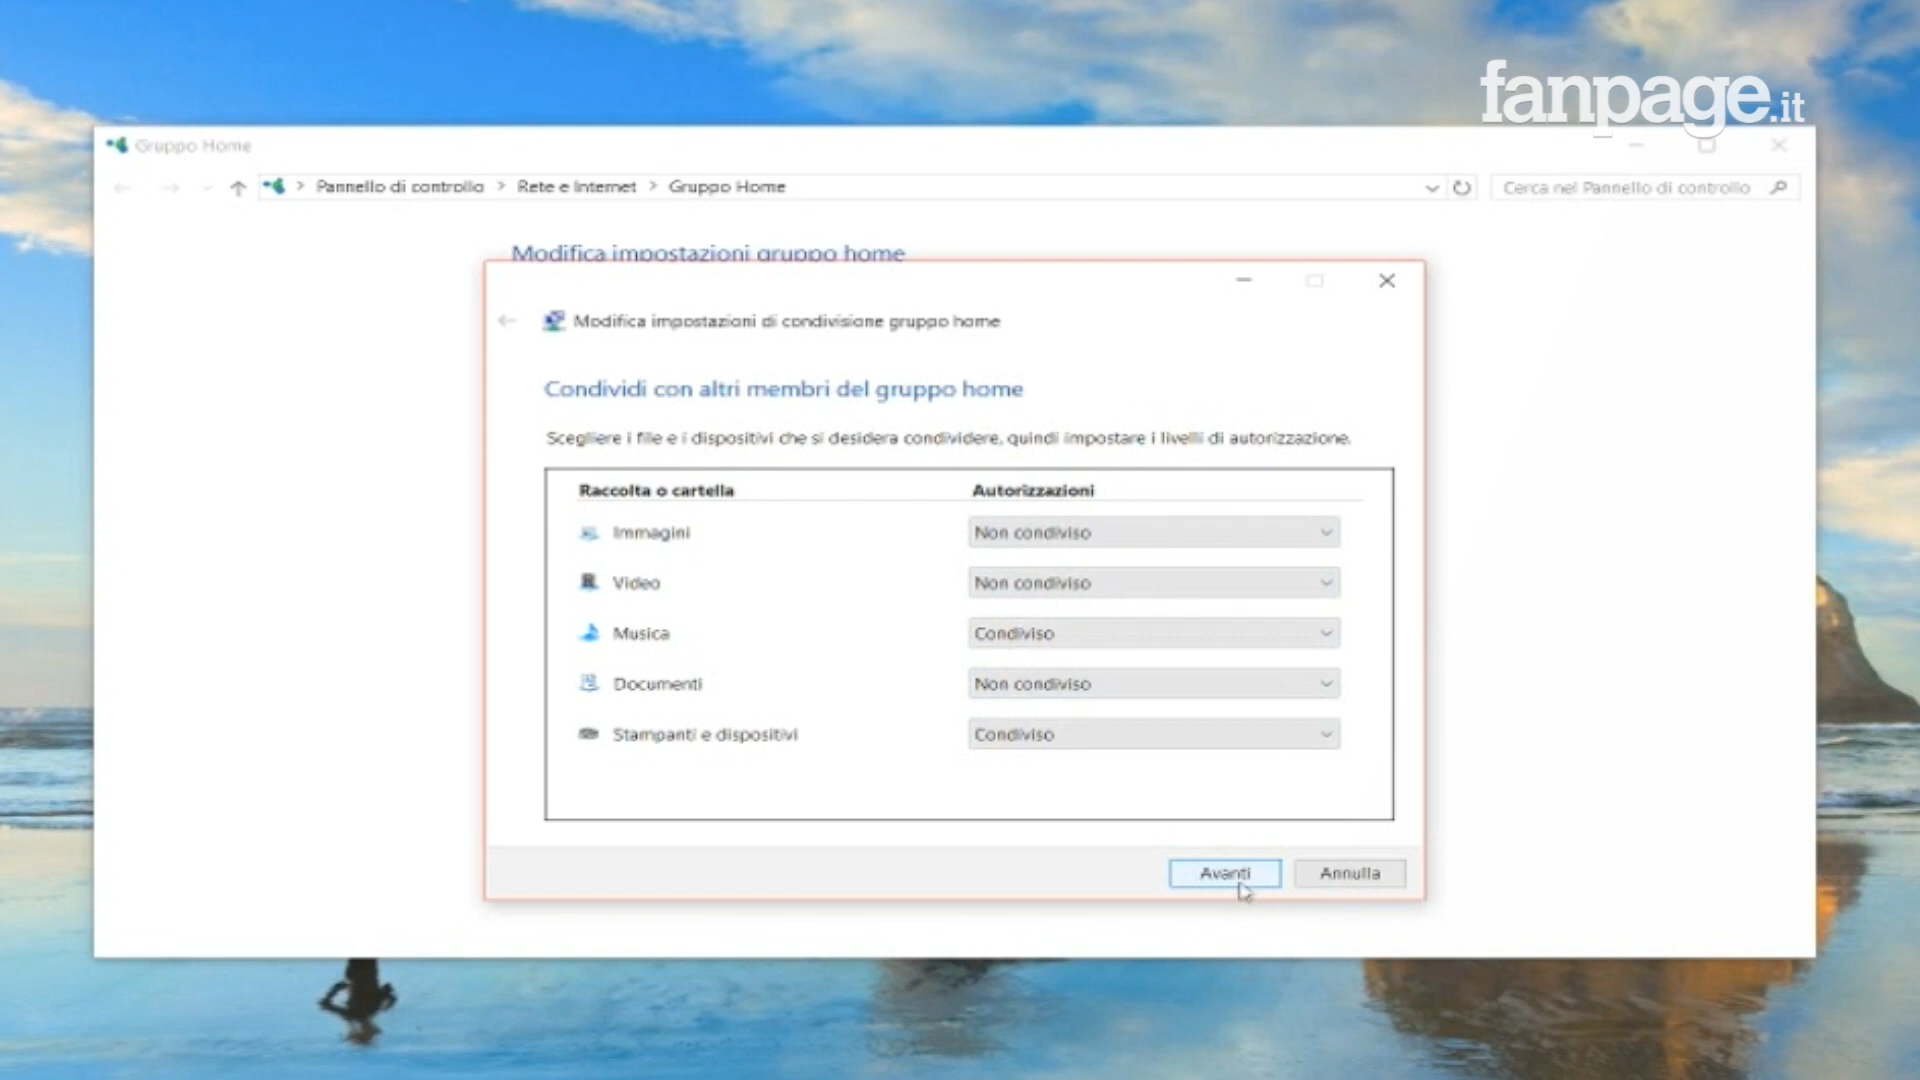 fanpage.it
Gruppo Home
Pannello di controllo > Rete e Internet > Gruppo Home
Cerca nel Pannello di controllo
Modifica impostazioni gruppo home
Modifica impostazioni di condivisione gruppo home
Condividi con altri membri del gruppo home
Scegliere i file e i dispositivi che si desidera condividere, quindi impostare i livelli di autorizzazione.
Raccolta o cartella Autorizzazioni
Immagini Non condiviso
Video Non condiviso
Musica Condiviso
Documenti Non condiviso
Stampanti e dispositivi Condiviso
Avanti Annulla